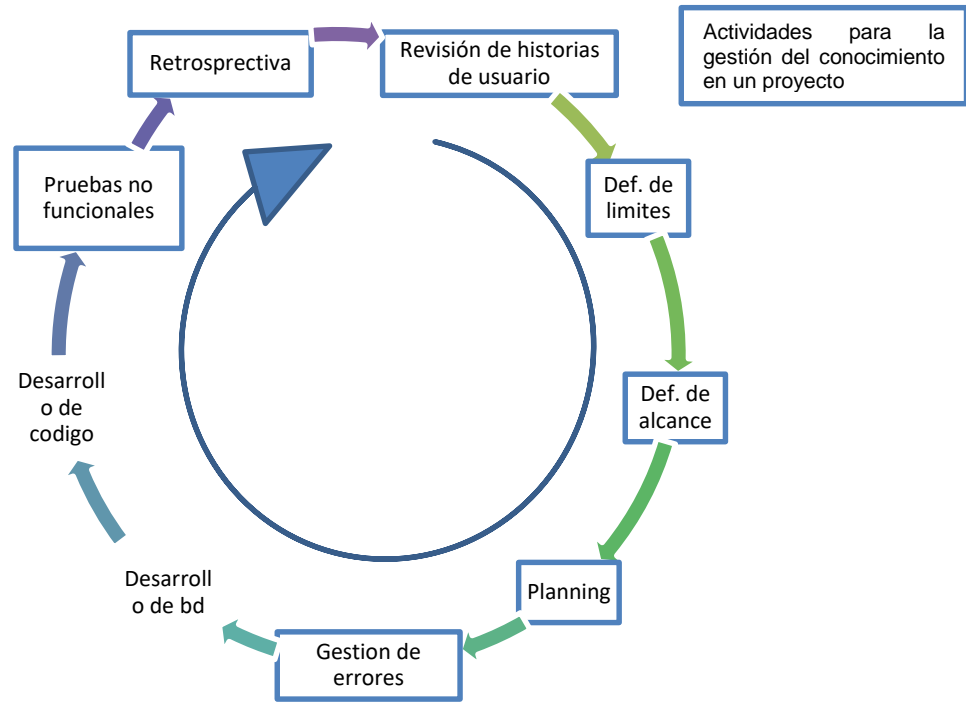 Retrosprectiva
Revisión de historias
de usuario
Actividades para la
gestión del conocimiento
en un proyecto
Def. de
limites
Def. de
alcance
Planning
Gestion de
errores
Desarroll
o de bd
Desarroll
o de
codigo
Pruebas no
funcionales